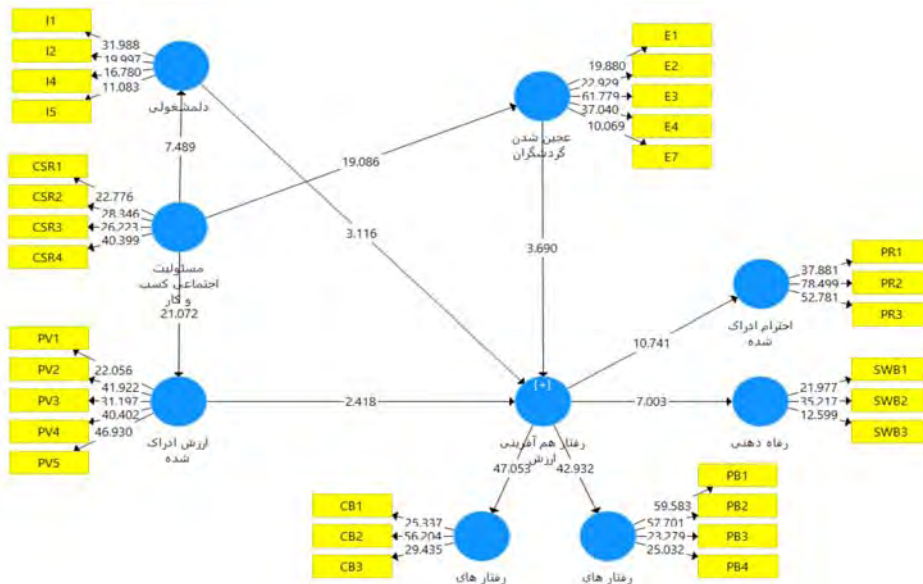 I1
I2
I4
I5
31.988
19.997
16.780
11.083
دلمشغولی
E1
E2
E3
E4
E7
19.880
22.929
61.779
37.040
10.069
عجین شدن
گردشگران
7.489
19.086
CSR1
CSR2
CSR3
CSR4
22.776
28.346
26.223
40.399
مسئولیت
اجتماعی کسب
و کار
21.072
3.116
3.690
PR1
PR2
PR3
37.881
78.499
52.781
احترام ادراک
شده
10.741
PV1
PV2
PV3
PV4
PV5
22.056
41.922
31.197
40.402
46.930
ارزش ادراک
شده
2.418
[+]
رفتار هم آفرینی
ارزش
7.003
SWB1
SWB2
SWB3
21.977
35.217
12.599
رفاه ذهنی
47.053
42.932
CB1
CB2
CB3
25.337
56.204
29.435
رفتار های
PB1
PB2
PB3
PB4
59.583
57.701
23.279
25.032
رفتار های